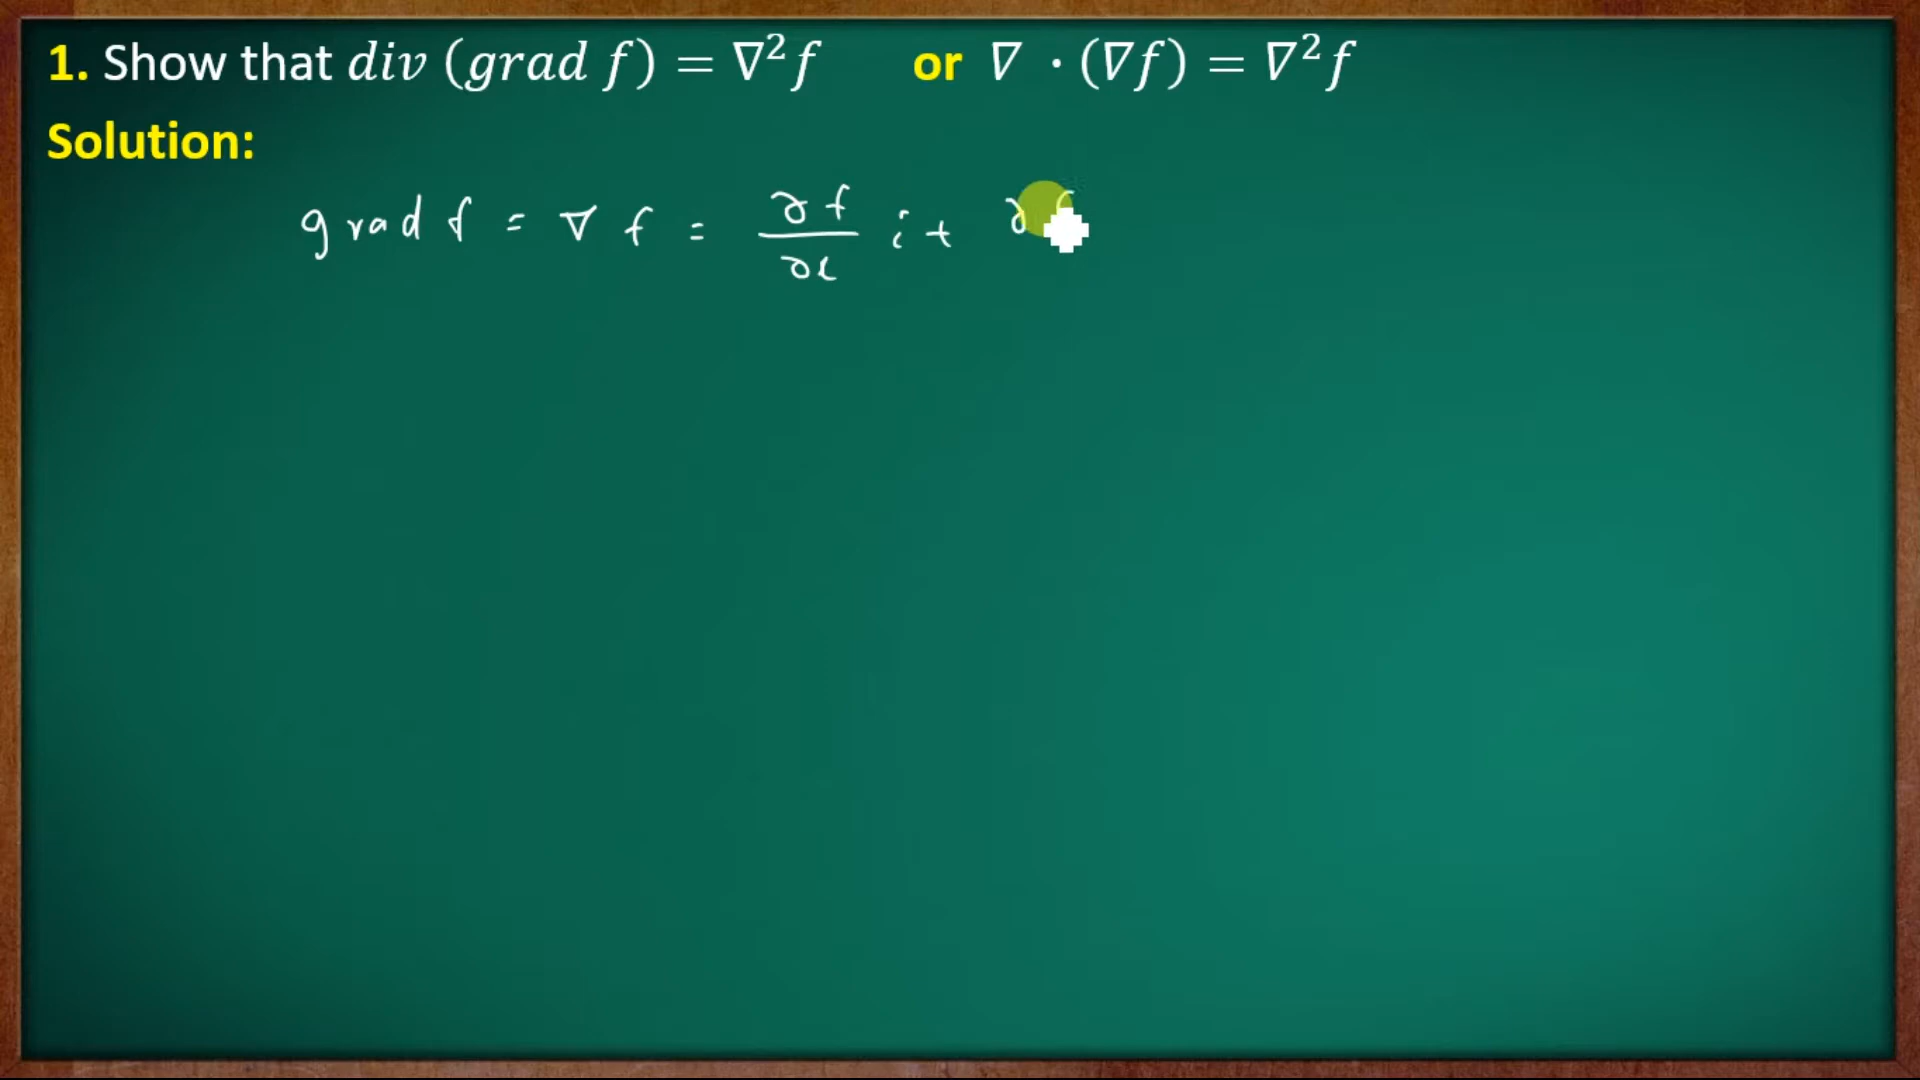 1. Show that div (grad f) = ∇²f or ∇ · (∇f) = ∇²f
Solution:
grad f = ∇ f = ∂f/∂x i + ∂f